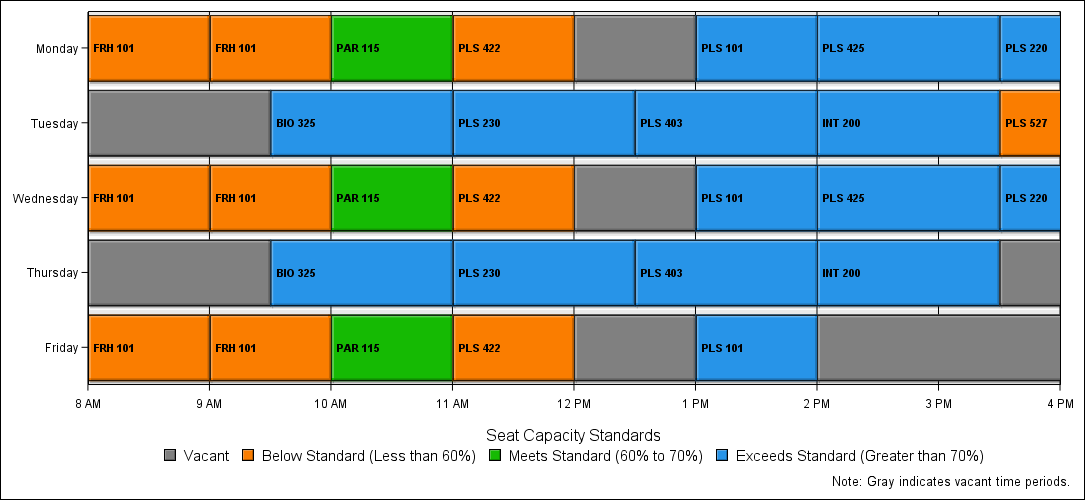 Monday FRH 101 FRH 101 PAR 115 PLS 422 PLS 101 PLS 425 PLS 220
Tuesday BIO 325 PLS 230 PLS 403 INT 200 PLS 527
Wednesday FRH 101 FRH 101 PAR 115 PLS 422 PLS 101 PLS 425 PLS 220
Thursday BIO 325 PLS 230 PLS 403 INT 200
Friday FRH 101 FRH 101 PAR 115 PLS 422 PLS 101
8 AM 9 AM 10 AM 11 AM 12 PM 1 PM 2 PM 3 PM 4 PM
Seat Capacity Standards
Vacant Below Standard (Less than 60%) Meets Standard (60% to 70%) Exceeds Standard (Greater than 70%)
Note: Gray indicates vacant time periods.